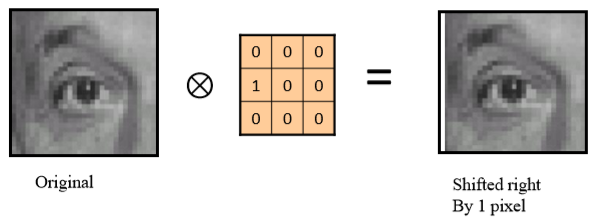 ⊗
0 0 0
1 0 0
0 0 0
=
Original
Shifted right
By 1 pixel